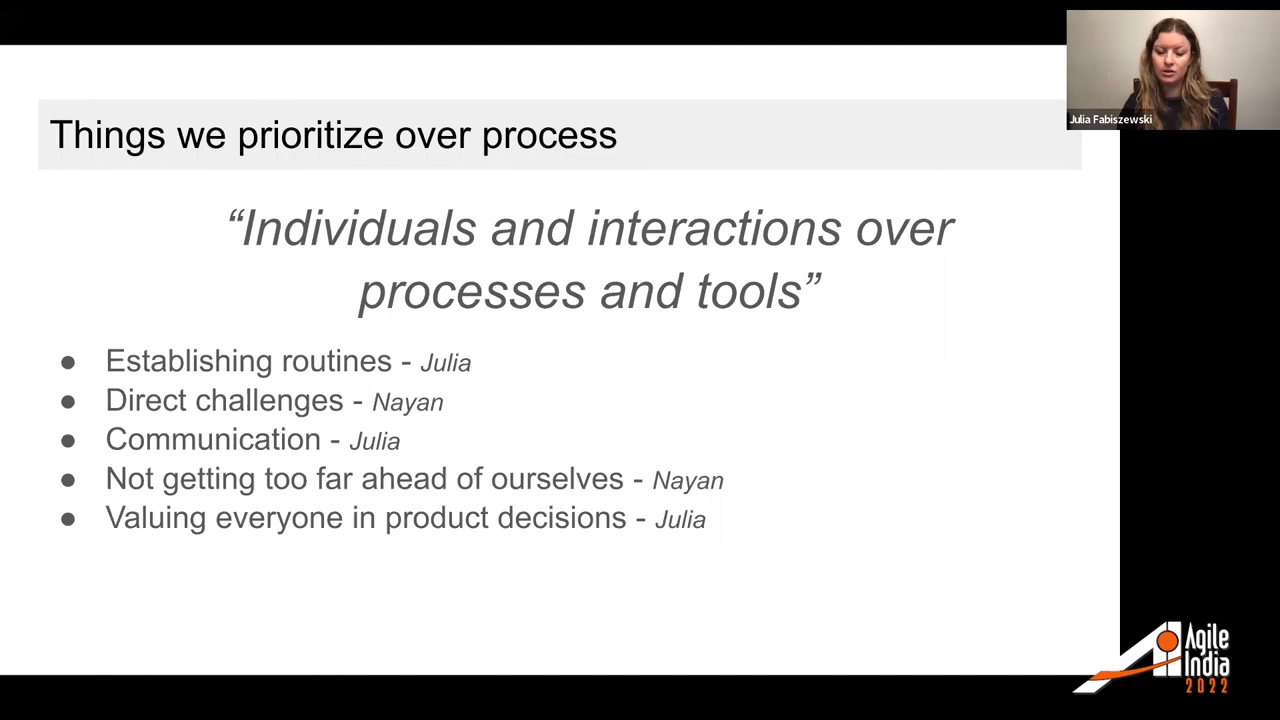 Julia Fabiszewski
Things we prioritize over process
“Individuals and interactions over
processes and tools”
● Establishing routines - Julia
● Direct challenges - Nayan
● Communication - Julia
● Not getting too far ahead of ourselves - Nayan
● Valuing everyone in product decisions - Julia
Agile
India
2022